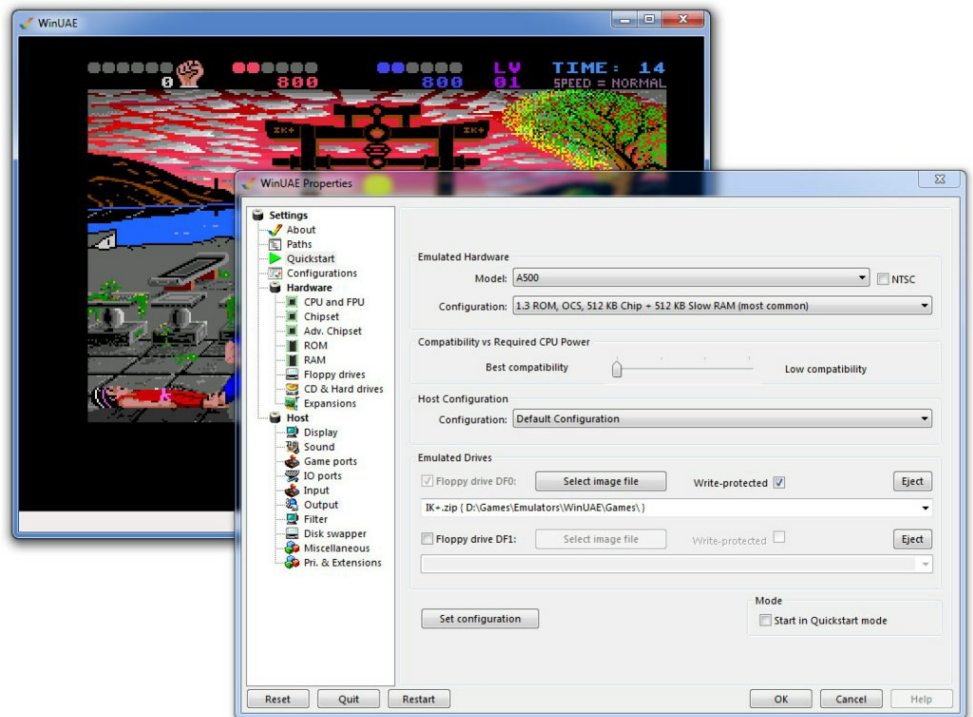 WinUAE
0 800 800 LV 01 TIME: 14
SPEED = NORMAL
IK+ IK+
WinUAE Properties
Settings
About
Paths
Quickstart
Configurations
Hardware
CPU and FPU
Chipset
Adv. Chipset
ROM
RAM
Floppy drives
CD & Hard drives
Expansions
Host
Display
Sound
Game ports
IO ports
Input
Output
Filter
Disk swapper
Miscellaneous
Pri. & Extensions
Emulated Hardware
Model: A500 NTSC
Configuration: 1.3 ROM, OCS, 512 KB Chip + 512 KB Slow RAM (most common)
Compatibility vs Required CPU Power
Best compatibility Low compatibility
Host Configuration
Configuration: Default Configuration
Emulated Drives
Floppy drive DF0: Select image file Write-protected Eject
IK+.zip { D:\Games\Emulators\WinUAE\Games\ }
Floppy drive DF1: Select image file Write-protected Eject
Set configuration
Mode
Start in Quickstart mode
Reset Quit Restart OK Cancel Help